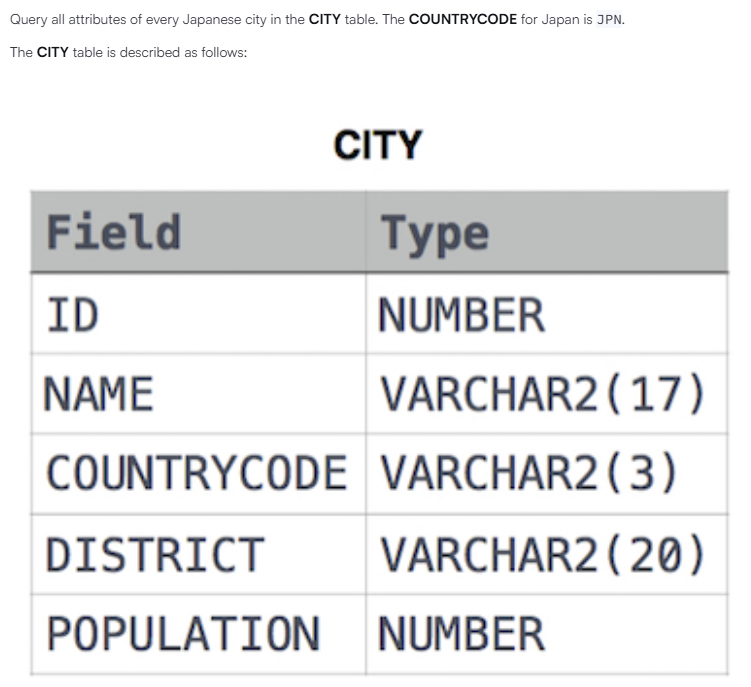 Query all attributes of every Japanese city in the CITY table. The COUNTRYCODE for Japan is JPN.
The CITY table is described as follows:
CITY
Field Type
ID NUMBER
NAME VARCHAR2(17)
COUNTRYCODE VARCHAR2(3)
DISTRICT VARCHAR2(20)
POPULATION NUMBER